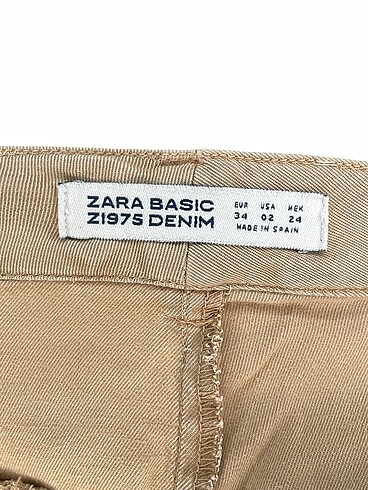 ZARA BASIC
Z1975 DENIM
EUR USA MEX
34 02 24
MADE IN SPAIN